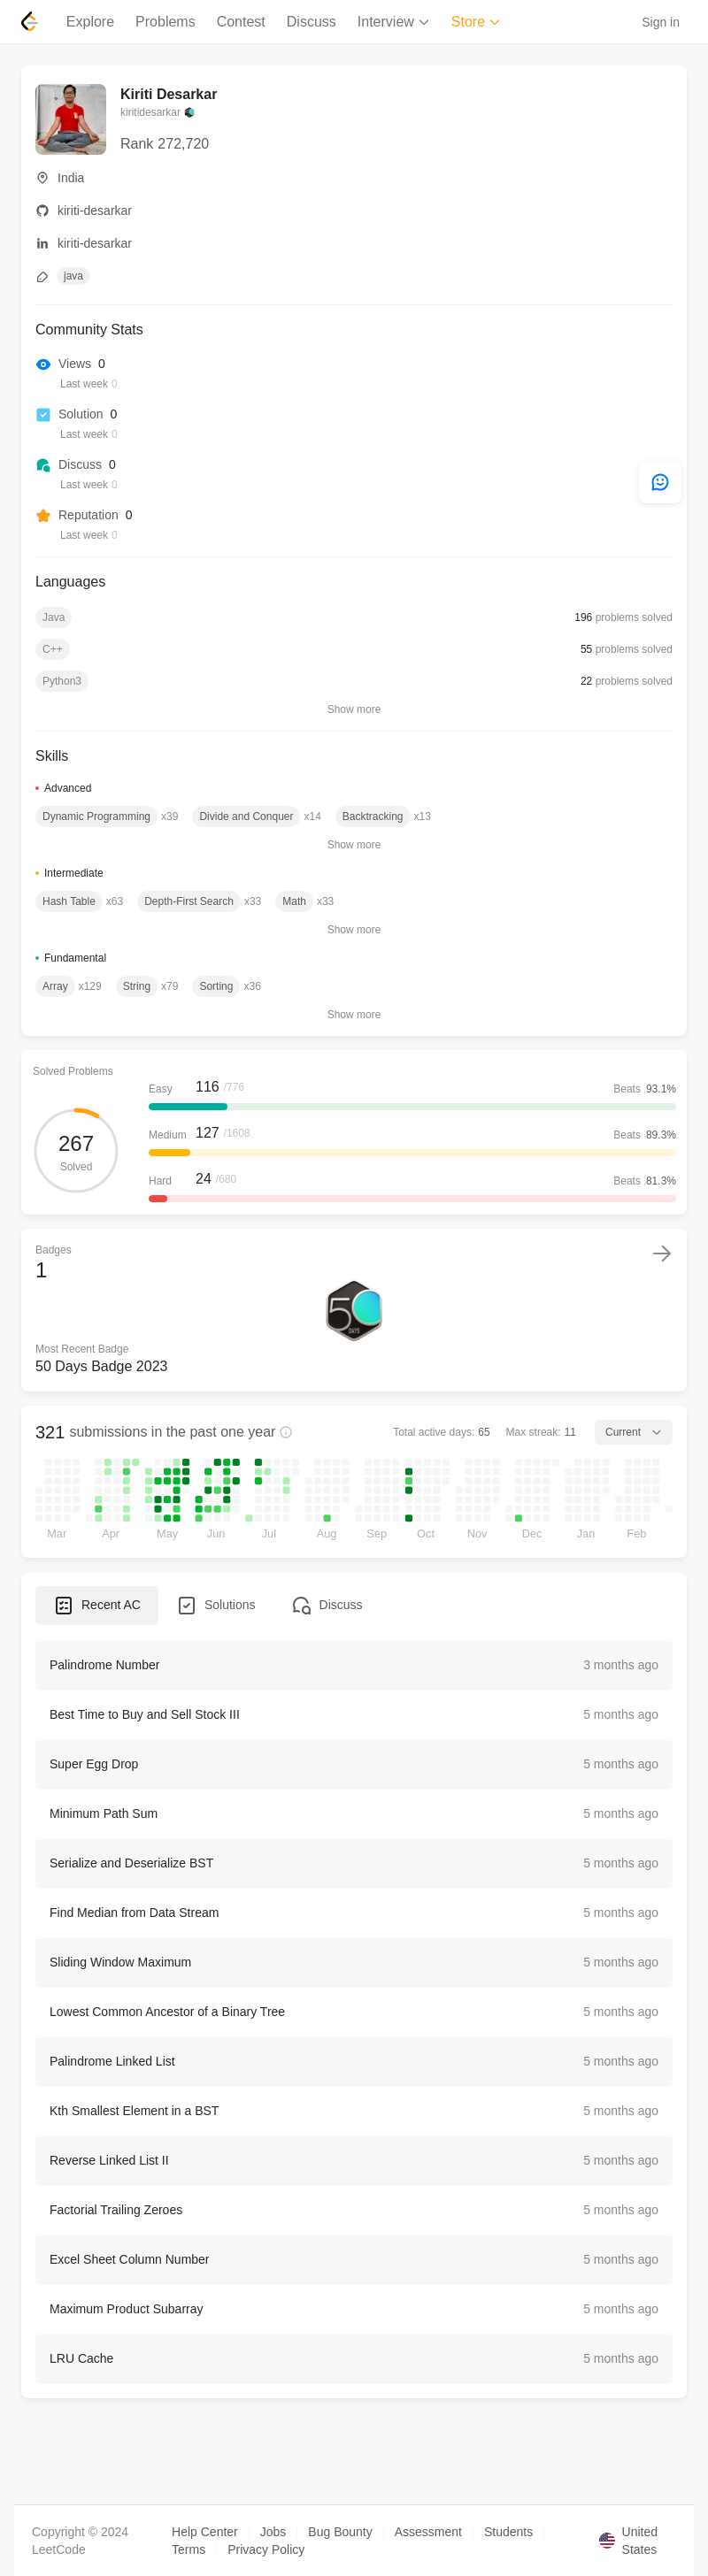 Explore Problems Contest Discuss Interview Store Sign in
Kiriti Desarkar
kiritidesarkar
Rank 272,720
India
kiriti-desarkar
kiriti-desarkar
java
Community Stats
Views 0
Last week 0
Solution 0
Last week 0
Discuss 0
Last week 0
Reputation 0
Last week 0
Languages
Java 196 problems solved
C++ 55 problems solved
Python3 22 problems solved
Show more
Skills
Advanced
Dynamic Programming x39 Divide and Conquer x14 Backtracking x13
Show more
Intermediate
Hash Table x63 Depth-First Search x33 Math x33
Show more
Fundamental
Array x129 String x79 Sorting x36
Show more
Solved Problems
267
Solved
Easy 116 /776 Beats 93.1%
Medium 127 /1608 Beats 89.3%
Hard 24 /680 Beats 81.3%
Badges
1
50
DAYS
Most Recent Badge
50 Days Badge 2023
321 submissions in the past one year Total active days: 65 Max streak: 11 Current
Mar Apr May Jun Jul Aug Sep Oct Nov Dec Jan Feb
Recent AC Solutions Discuss
Palindrome Number 3 months ago
Best Time to Buy and Sell Stock III 5 months ago
Super Egg Drop 5 months ago
Minimum Path Sum 5 months ago
Serialize and Deserialize BST 5 months ago
Find Median from Data Stream 5 months ago
Sliding Window Maximum 5 months ago
Lowest Common Ancestor of a Binary Tree 5 months ago
Palindrome Linked List 5 months ago
Kth Smallest Element in a BST 5 months ago
Reverse Linked List II 5 months ago
Factorial Trailing Zeroes 5 months ago
Excel Sheet Column Number 5 months ago
Maximum Product Subarray 5 months ago
LRU Cache 5 months ago
Copyright © 2024 LeetCode
Help Center Jobs Bug Bounty Assessment Students
Terms Privacy Policy
United States